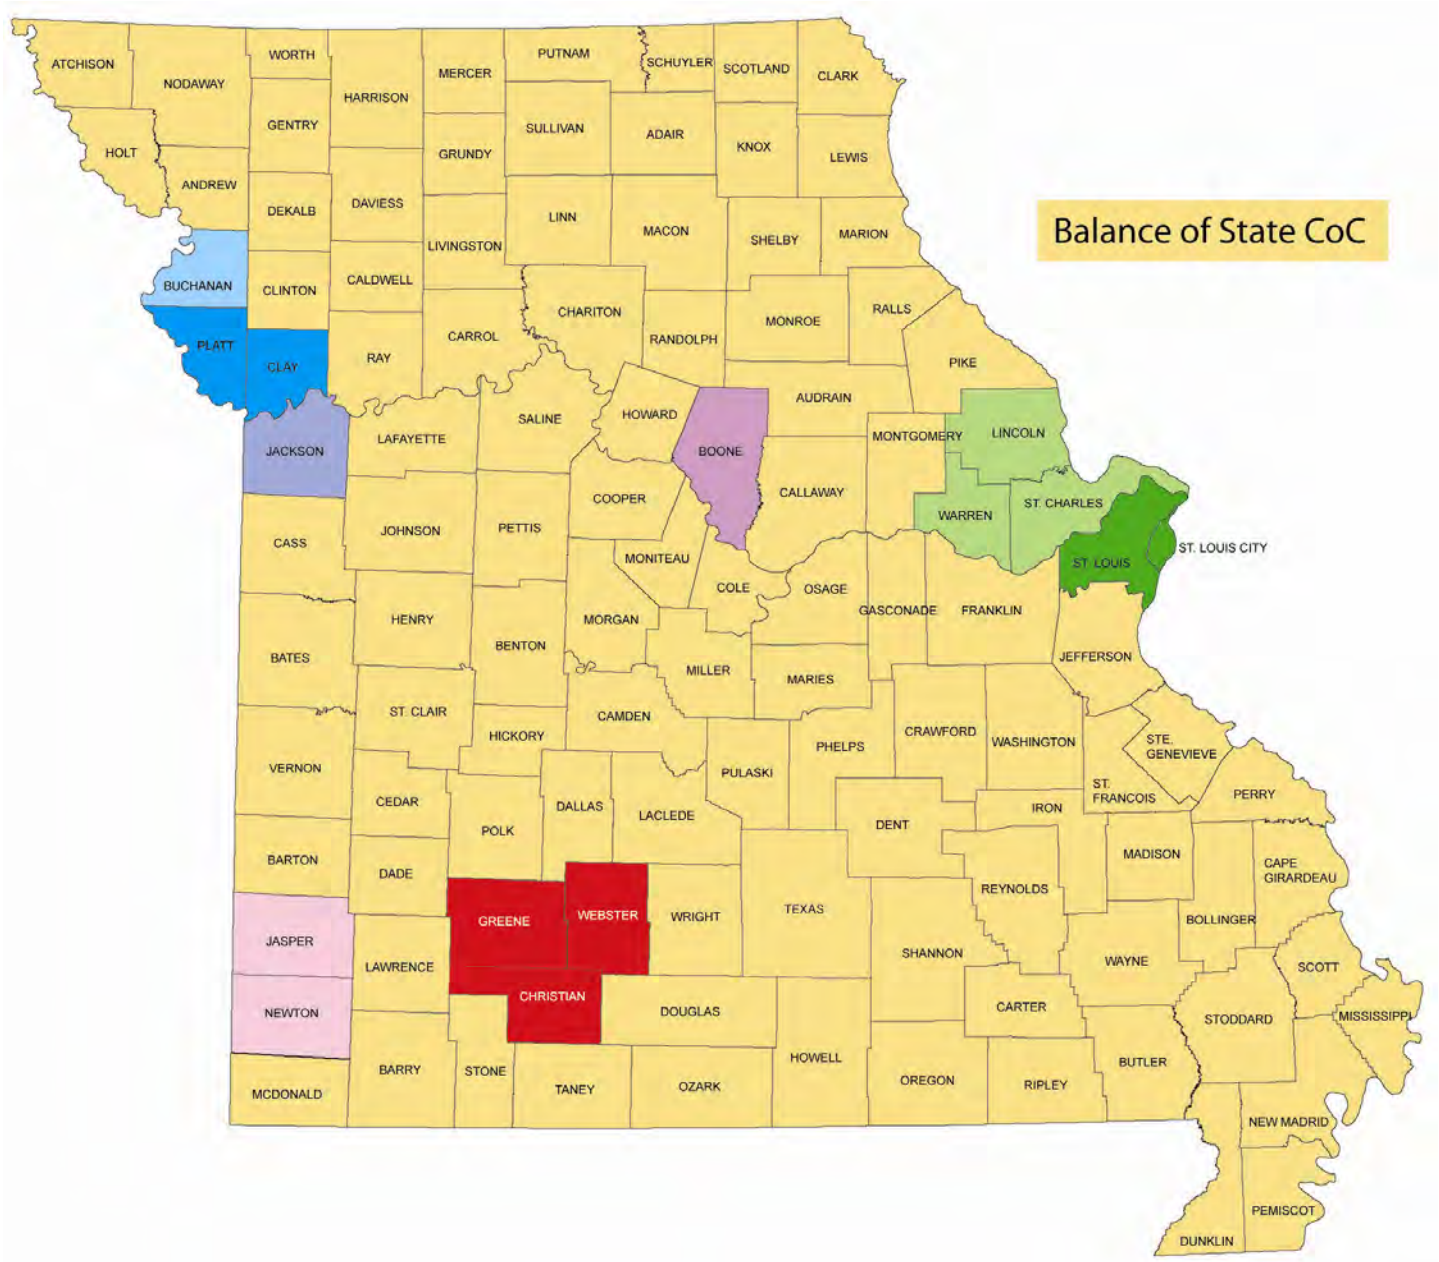 ATCHISON
NODAWAY
WORTH
HARRISON
MERCER
PUTNAM
SCHUYLER
SCOTLAND
CLARK
GENTRY
HOLT
ANDREW
DEKALB
DAVIESS
GRUNDY
SULLIVAN
ADAIR
KNOX
LEWIS
LIVINGSTON
LINN
MACON
SHELBY
MARION
Balance of State CoC
BUCHANAN
CLINTON
CALDWELL
CHARITON
RANDOLPH
MONROE
RALLS
PLATT
CLAY
RAY
CARROL
PIKE
JACKSON
LAFAYETTE
SALINE
HOWARD
BOONE
AUDRAIN
MONTGOMERY
LINCOLN
COOPER
CALLAWAY
WARREN
ST. CHARLES
CASS
JOHNSON
PETTIS
MONITEAU
COLE
OSAGE
GASCONADE
FRANKLIN
ST. LOUIS
ST. LOUIS CITY
HENRY
MORGAN
BATES
BENTON
MILLER
MARIES
JEFFERSON
ST. CLAIR
HICKORY
CAMDEN
PHELPS
CRAWFORD
WASHINGTON
STE.
GENEVIEVE
VERNON
CEDAR
POLK
DALLAS
LACLEDE
PULASKI
DENT
IRON
ST.
FRANCOIS
PERRY
BARTON
DADE
MADISON
CAPE
GIRARDEAU
JASPER
LAWRENCE
GREENE
WEBSTER
WRIGHT
TEXAS
REYNOLDS
SHANNON
BOLLINGER
WAYNE
SCOTT
NEWTON
CHRISTIAN
DOUGLAS
CARTER
STODDARD
MISSISSIPPI
MCDONALD
BARRY
STONE
TANEY
OZARK
HOWELL
OREGON
RIPLEY
BUTLER
NEW MADRID
PEMISCOT
DUNKLIN